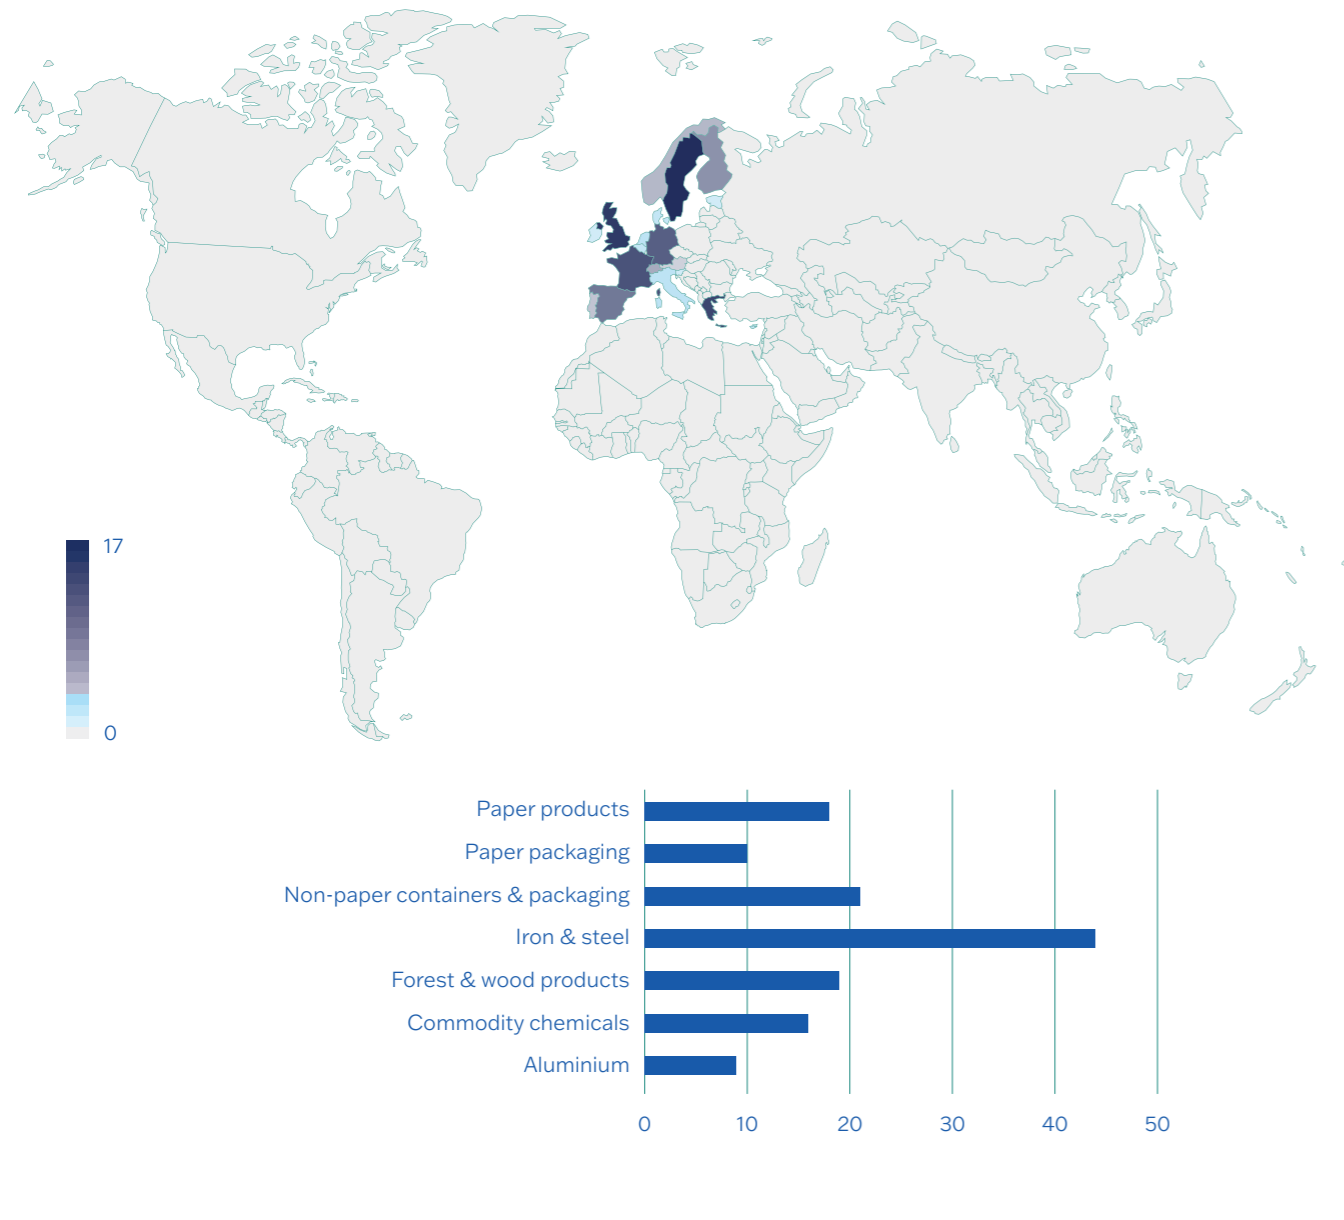 17
0
Paper products
Paper packaging
Non-paper containers & packaging
Iron & steel
Forest & wood products
Commodity chemicals
Aluminium
0 10 20 30 40 50